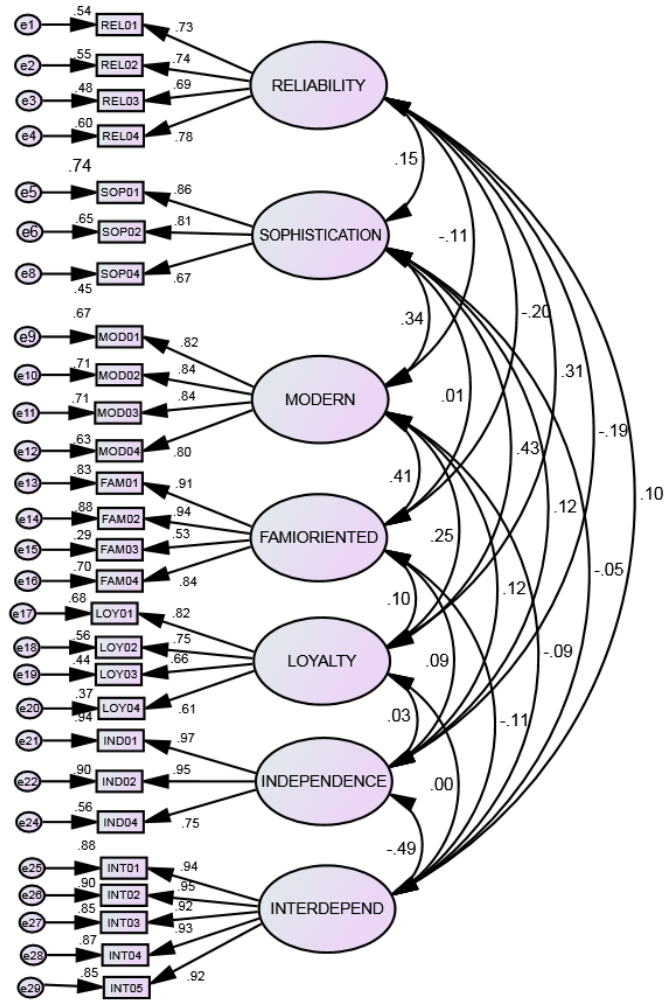 .54
e1 REL01 .73
.55
e2 REL02 .74
.48
e3 REL03 .69
.60
e4 REL04 .78
RELIABILITY
.74
e5 SOP01 .86
.65
e6 SOP02 .81
e8 SOP04 .67
.45
SOPHISTICATION
.67
e9 MOD01 .82
.71
e10 MOD02 .84
.71
e11 MOD03 .84
.63
e12 MOD04 .80
MODERN
.83
e13 FAM01 .91
.88
e14 FAM02 .94
.29
e15 FAM03 .53
.70
e16 FAM04 .84
FAMIORIENTED
.68
e17 LOY01 .82
.56
e18 LOY02 .75
.44
e19 LOY03 .66
.37
e20 LOY04 .61
LOYALTY
.94
e21 IND01 .97
.90
e22 IND02 .95
.56
e24 IND04 .75
INDEPENDENCE
.88
e25 INT01 .94
.90
e26 INT02 .95
.85
e27 INT03 .92
.87
e28 INT04 .93
.85
e29 INT05 .92
INTERDEPEND
.15
-.11
-.20
.34
.31
.01
-.19
.43
.41
.10
.12
.25
-.05
.12
.10
-.09
.09
.03
-.11
.00
-.49